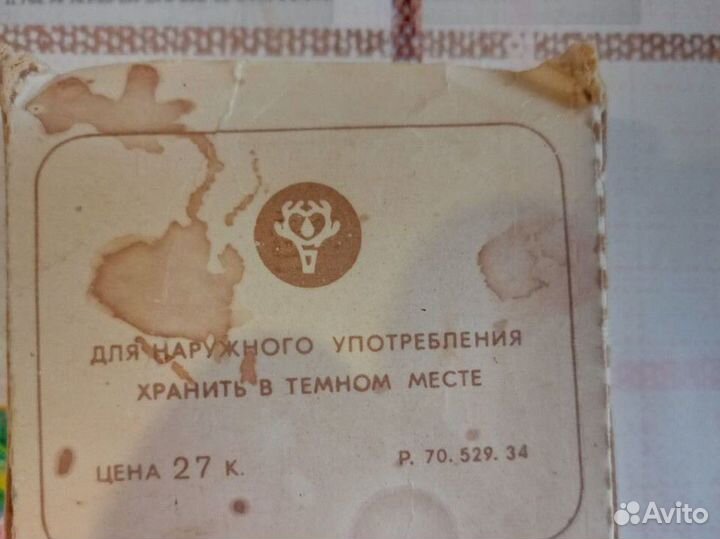 ДЛЯ НАРУЖНОГО УПОТРЕБЛЕНИЯ
ХРАНИТЬ В ТЕМНОМ МЕСТЕ
ЦЕНА 27 К. Р. 70.529.34
Avito